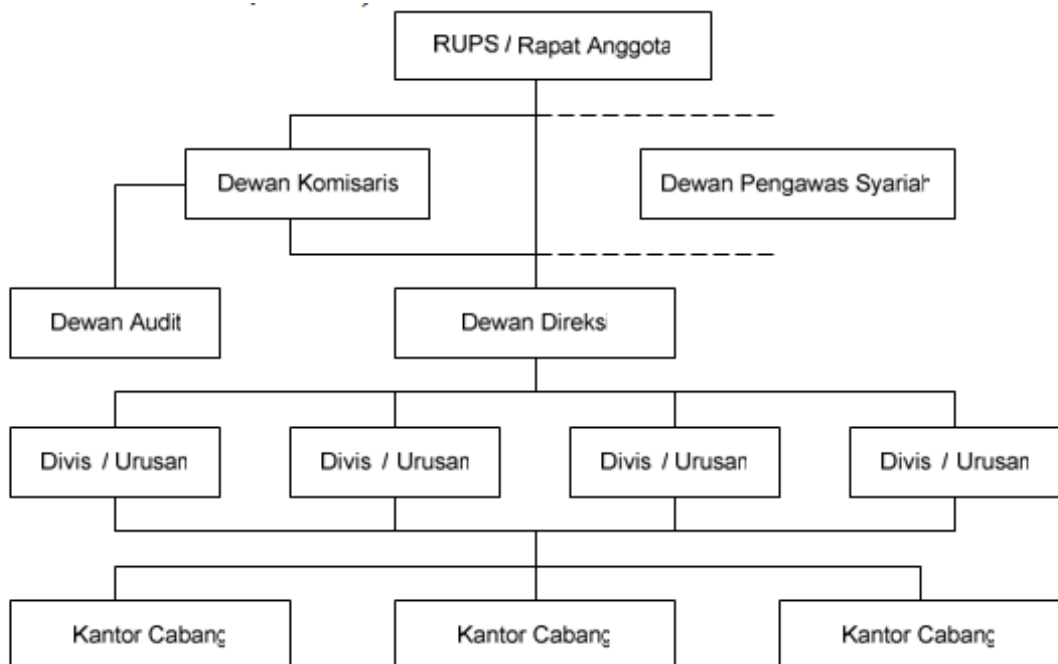 RUPS / Rapat Anggota
Dewan Komisaris
Dewan Pengawas Syariah
Dewan Audit
Dewan Direksi
Divis / Urusan
Divis / Urusan
Divis / Urusan
Divis / Urusan
Kantor Cabang
Kantor Cabang
Kantor Cabang